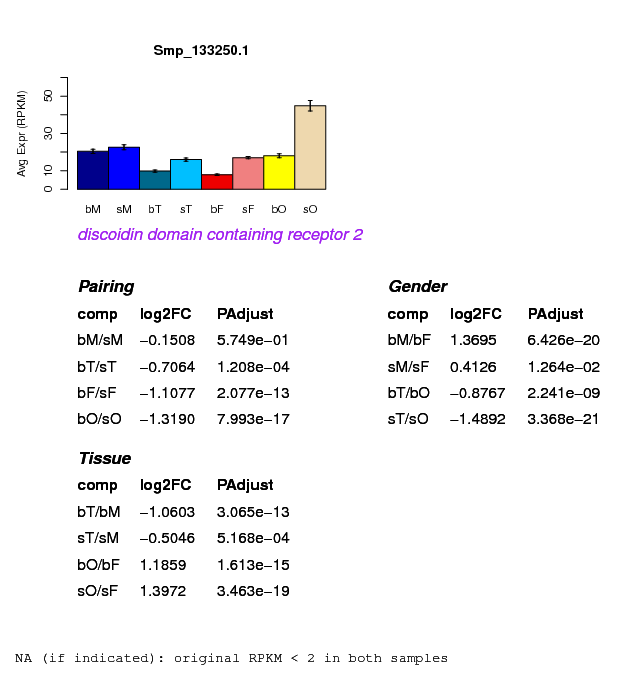 Smp_133250.1
Avg Expr (RPKM)
0 10 30 50
bM sM bT sT bF sF bO sO
discoidin domain containing receptor 2
Pairing
comp log2FC PAdjust
bM/sM −0.1508 5.749e−01
bT/sT −0.7064 1.208e−04
bF/sF −1.1077 2.077e−13
bO/sO −1.3190 7.993e−17
Gender
comp log2FC PAdjust
bM/bF 1.3695 6.426e−20
sM/sF 0.4126 1.264e−02
bT/bO −0.8767 2.241e−09
sT/sO −1.4892 3.368e−21
Tissue
comp log2FC PAdjust
bT/bM −1.0603 3.065e−13
sT/sM −0.5046 5.168e−04
bO/bF 1.1859 1.613e−15
sO/sF 1.3972 3.463e−19
NA (if indicated): original RPKM < 2 in both samples